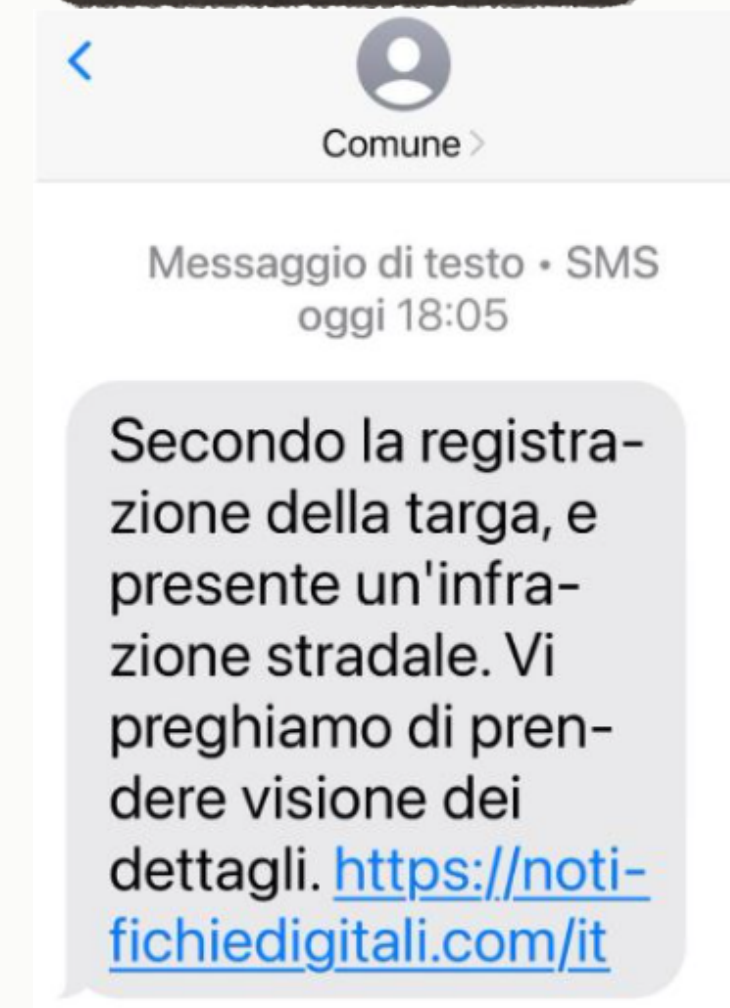 Comune
Messaggio di testo • SMS
oggi 18:05
Secondo la registra-
zione della targa, e
presente un'infra-
zione stradale. Vi
preghiamo di pren-
dere visione dei
dettagli. https://noti-
fichiedigitali.com/it